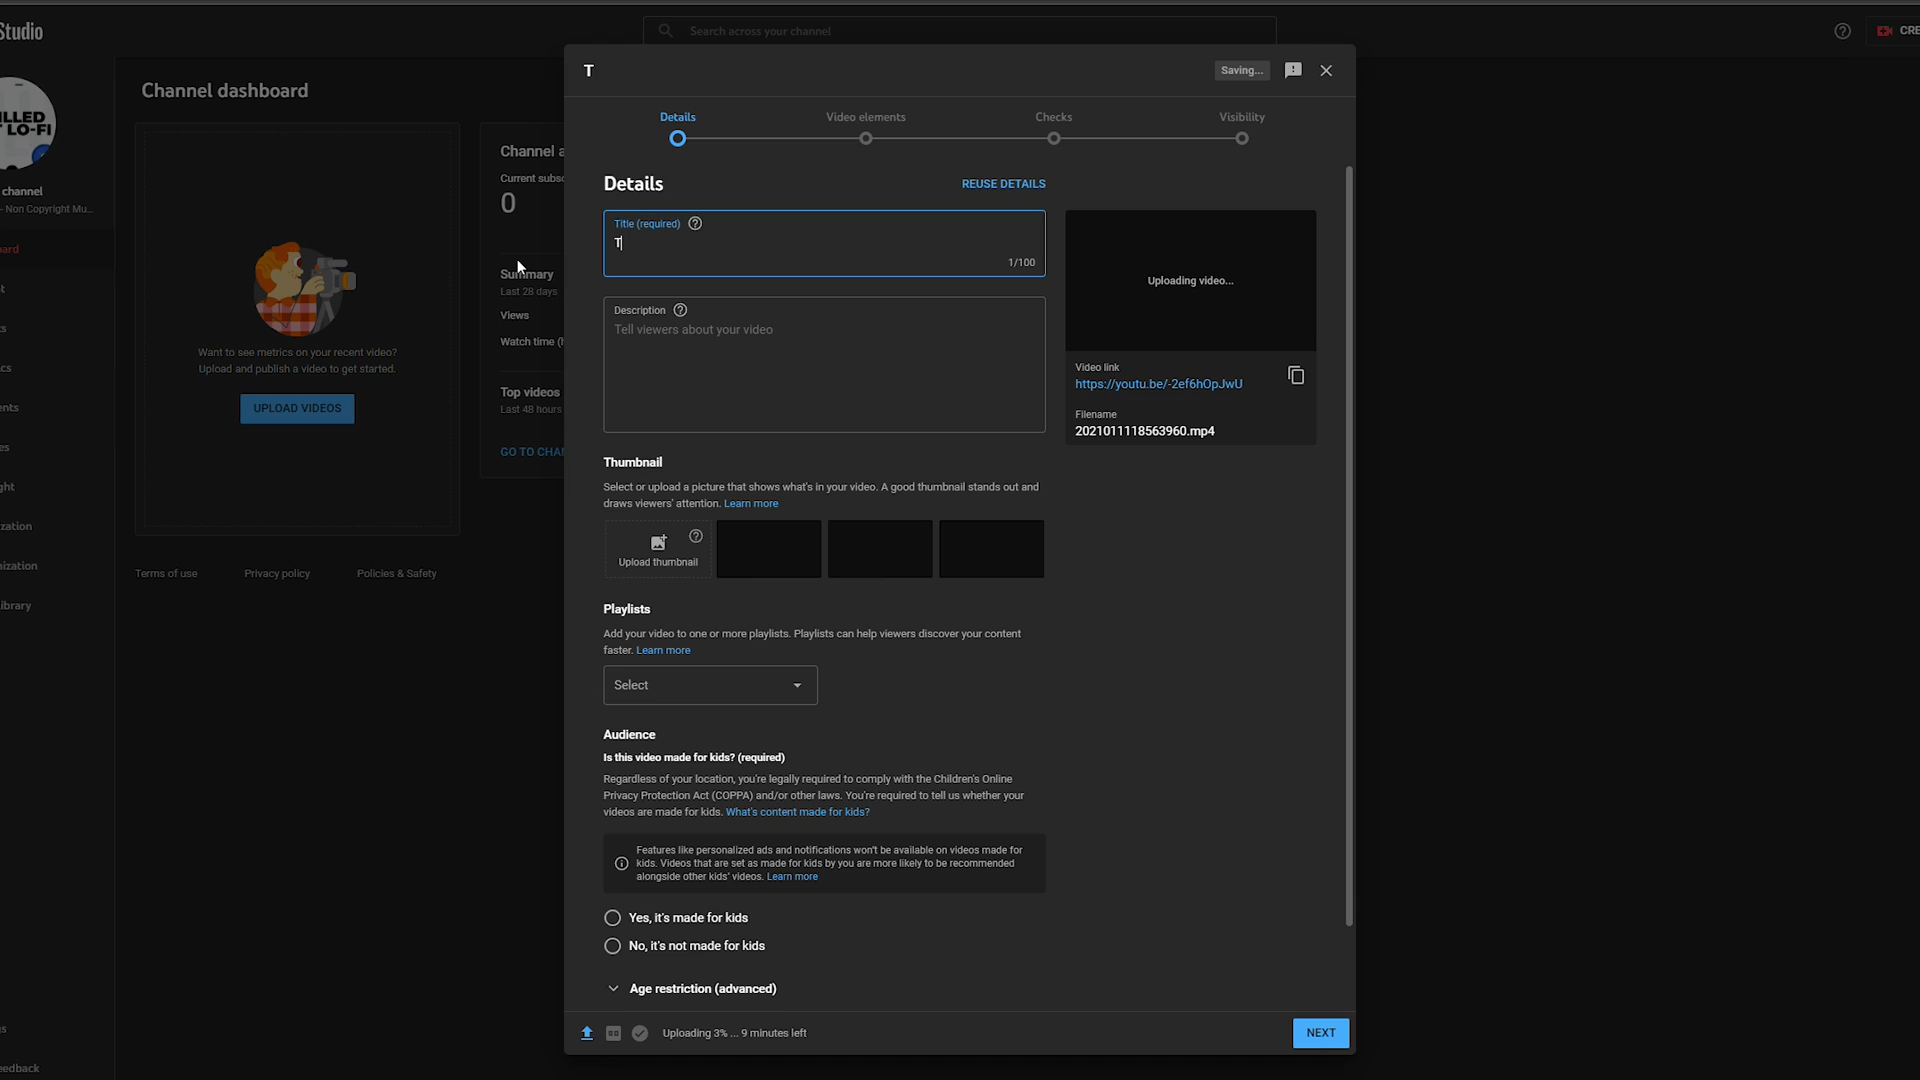 Studio
Search across your channel
CRE
T
Saving...
Channel dashboard
Details
Video elements
Checks
Visibility
LLED
LO-FI
channel
- Non Copyright Mu...
ard
t
s
cs
ents
es
ght
zation
ization
ibrary
gs
eedback
Want to see metrics on your recent video?
Upload and publish a video to get started.
UPLOAD VIDEOS
Terms of use
Privacy policy
Policies & Safety
Channel a
Current subsc
0
Summary
Last 28 days
Views
Watch time (h
Top videos
Last 48 hours
GO TO CHAN
Details
REUSE DETAILS
Title (required)
T
1/100
Description
Tell viewers about your video
Uploading video...
Video link
https://youtu.be/-2ef6hOpJwU
Filename
2021011118563960.mp4
Thumbnail
Select or upload a picture that shows what's in your video. A good thumbnail stands out and
draws viewers' attention. Learn more
Upload thumbnail
Playlists
Add your video to one or more playlists. Playlists can help viewers discover your content
faster. Learn more
Select
Audience
Is this video made for kids? (required)
Regardless of your location, you're legally required to comply with the Children's Online
Privacy Protection Act (COPPA) and/or other laws. You're required to tell us whether your
videos are made for kids. What's content made for kids?
Features like personalized ads and notifications won't be available on videos made for
kids. Videos that are set as made for kids by you are more likely to be recommended
alongside other kids' videos. Learn more
Yes, it's made for kids
No, it's not made for kids
Age restriction (advanced)
Uploading 3% ... 9 minutes left
NEXT